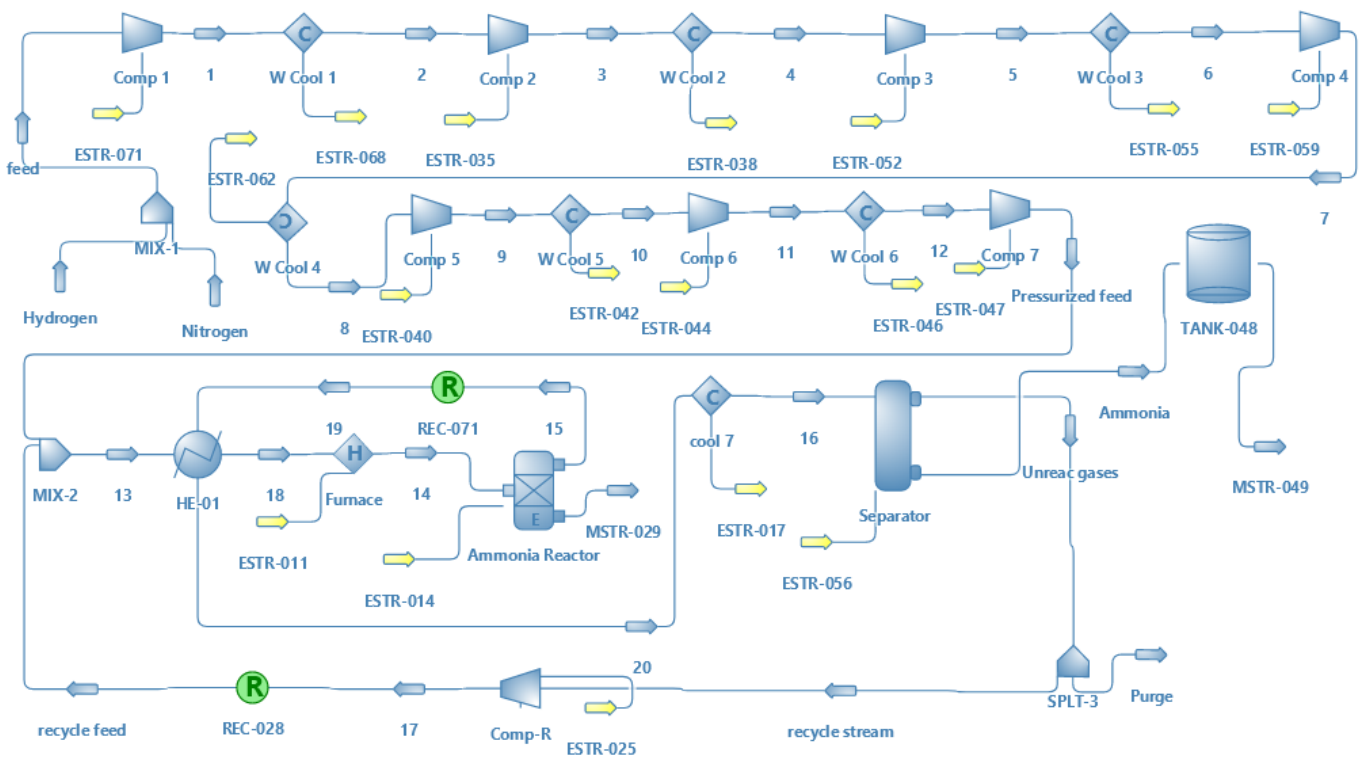 C
C
C
Comp 1
1
W Cool 1
2
Comp 2
3
W Cool 2
4
Comp 3
5
W Cool 3
6
Comp 4
ESTR-071
ESTR-068
ESTR-035
ESTR-038
ESTR-052
ESTR-055
ESTR-059
feed
ESTR-062
7
C
C
C
MIX-1
W Cool 4
Comp 5
9
W Cool 5
10
Comp 6
11
W Cool 6
12
Comp 7
Hydrogen
Nitrogen
8
ESTR-040
ESTR-042
ESTR-044
ESTR-046
ESTR-047
Pressurized feed
TANK-048
R
C
19
REC-071
15
cool 7
16
Ammonia
H
MIX-2
13
HE-01
18
Furnace
14
E
Ammonia Reactor
MSTR-029
Separator
Unreac gases
MSTR-049
ESTR-011
ESTR-014
ESTR-017
ESTR-056
20
R
recycle feed
REC-028
17
Comp-R
ESTR-025
recycle stream
SPLT-3
Purge